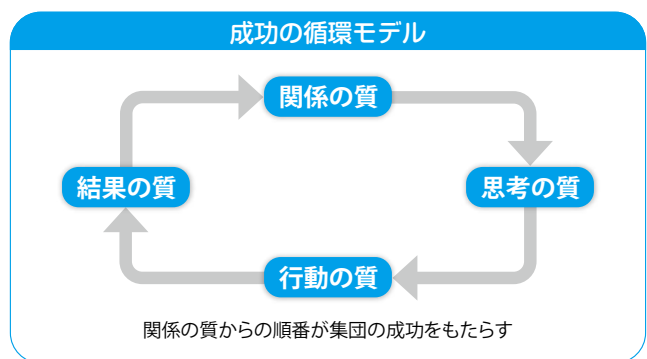 成功の循環モデル
関係の質
結果の質
思考の質
行動の質
関係の質からの順番が集団の成功をもたらす